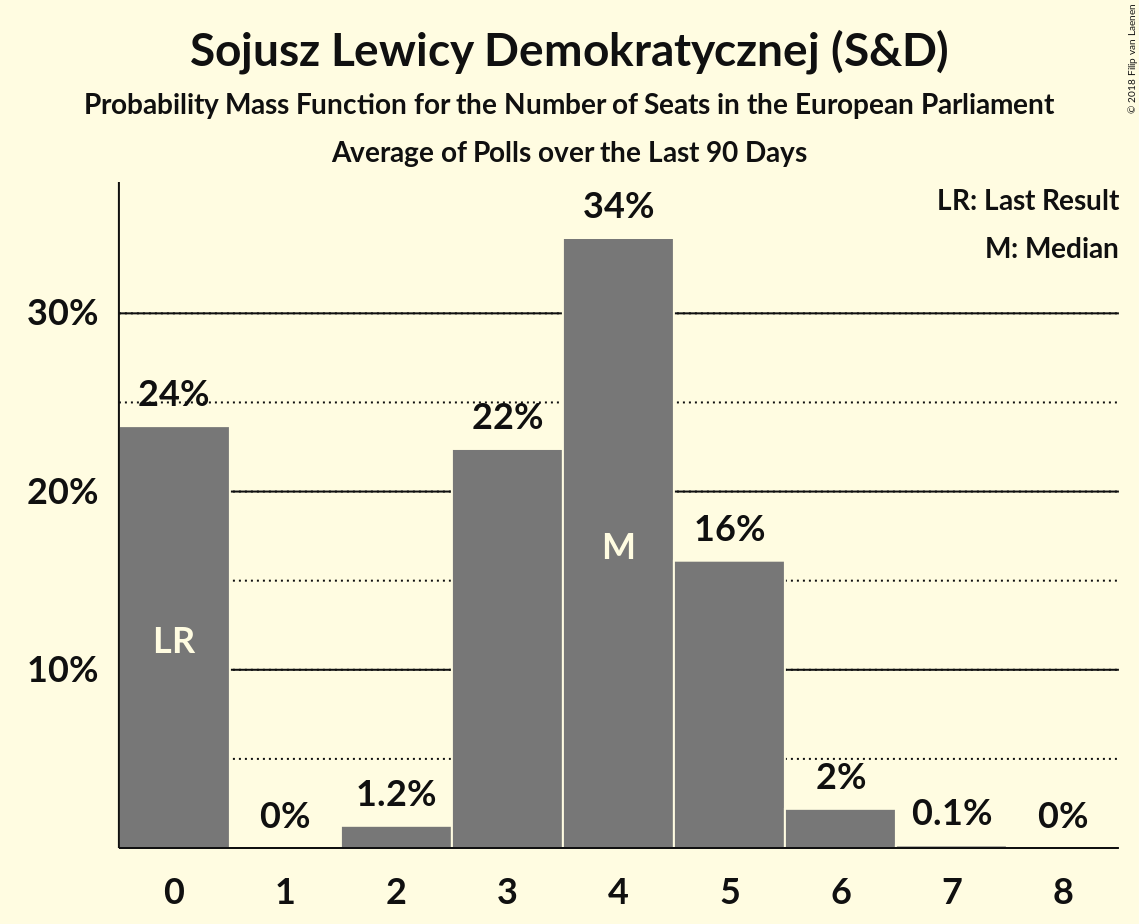 Sojusz Lewicy Demokratycznej (S&D)
Probability Mass Function for the Number of Seats in the European Parliament
Average of Polls over the Last 90 Days
© 2018 Filip van Laenen
LR: Last Result
M: Median
34%
30%
24%
22%
20%
16%
M
LR
10%
2%
1.2%
0%
0.1%
0%
0 1 2 3 4 5 6 7 8